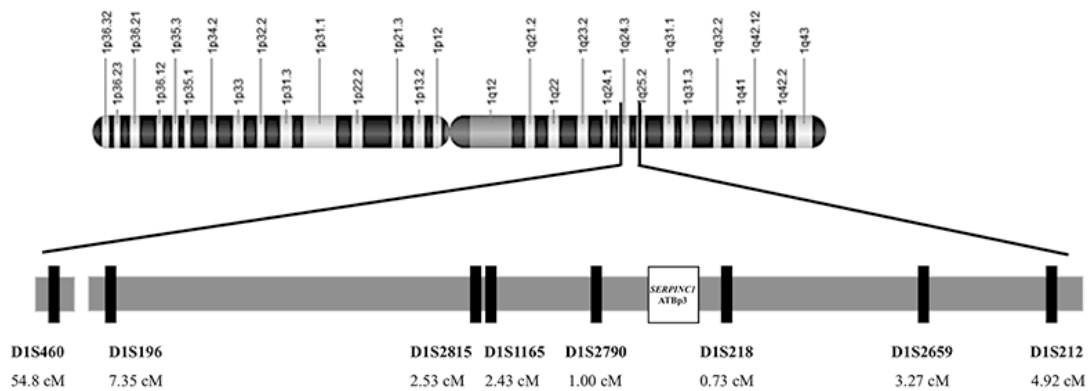 1p36.32
1p36.23
1p36.21
1p36.12
1p35.3
1p35.1
1p34.2
1p33
1p32.2
1p31.3
1p31.1
1p22.2
1p21.3
1p13.2
1p12
1q12
1q21.2
1q22
1q23.2
1q24.1
1q24.3
1q25.2
1q31.1
1q31.3
1q32.2
1q41
1q42.12
1q42.2
1q43
SERPINC1
ATBp3
D1S460 D1S196 D1S2815 D1S1165 D1S2790 D1S218 D1S2659 D1S212
54.8 cM 7.35 cM 2.53 cM 2.43 cM 1.00 cM 0.73 cM 3.27 cM 4.92 cM